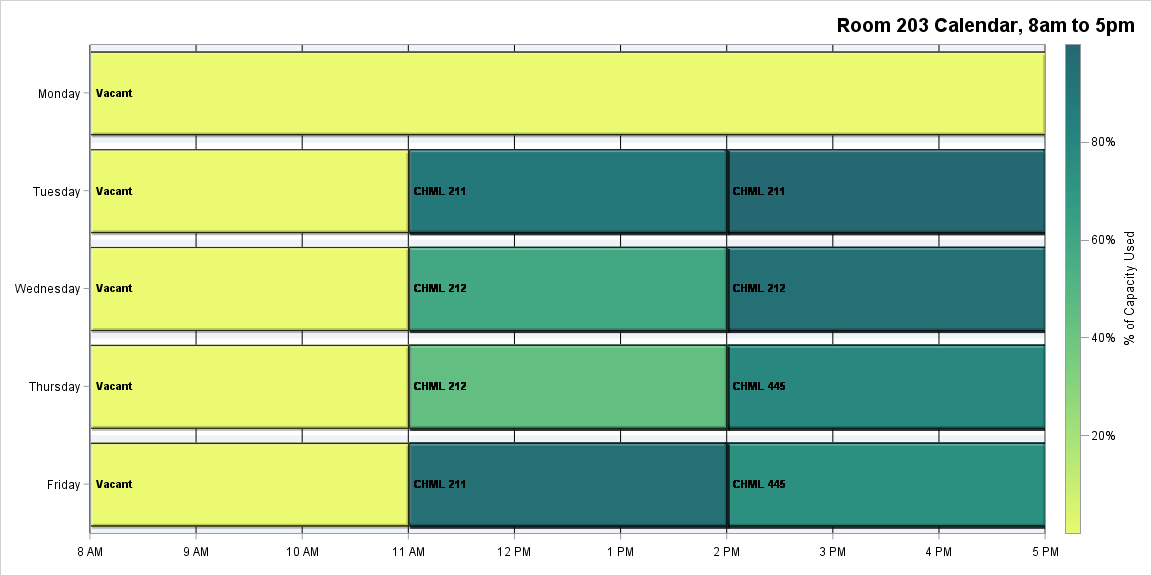 Room 203 Calendar, 8am to 5pm
Monday
Vacant
Tuesday
Vacant
CHML 211
CHML 211
Wednesday
Vacant
CHML 212
CHML 212
Thursday
Vacant
CHML 212
CHML 445
Friday
Vacant
CHML 211
CHML 445
8 AM
9 AM
10 AM
11 AM
12 PM
1 PM
2 PM
3 PM
4 PM
5 PM
80%
60%
40%
20%
% of Capacity Used